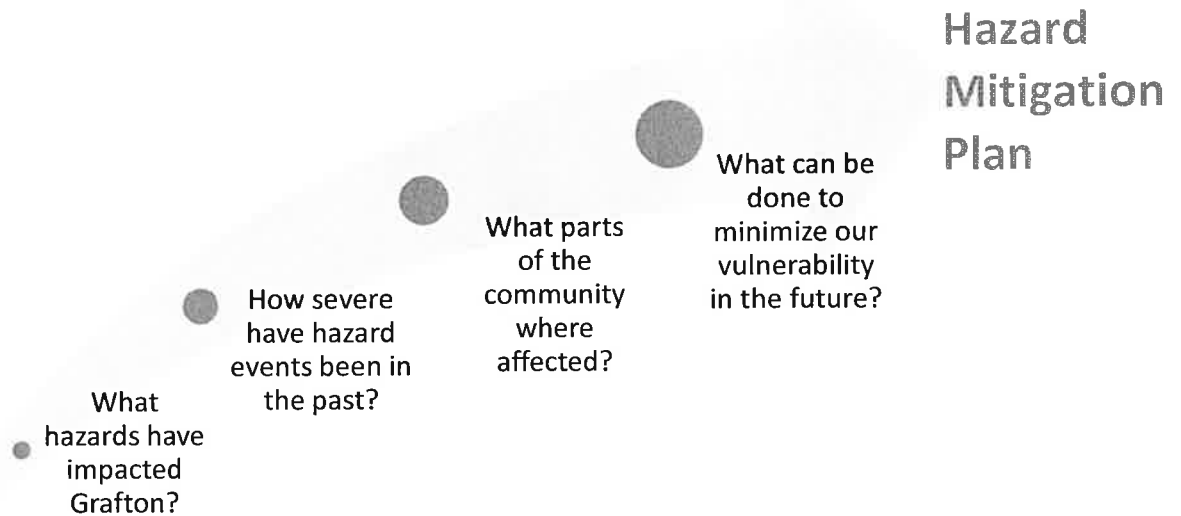 Hazard
Mitigation
Plan
What can be
done to
minimize our
vulnerability
in the future?
What parts
of the
community
where
affected?
How severe
have hazard
events been in
the past?
What
hazards have
impacted
Grafton?